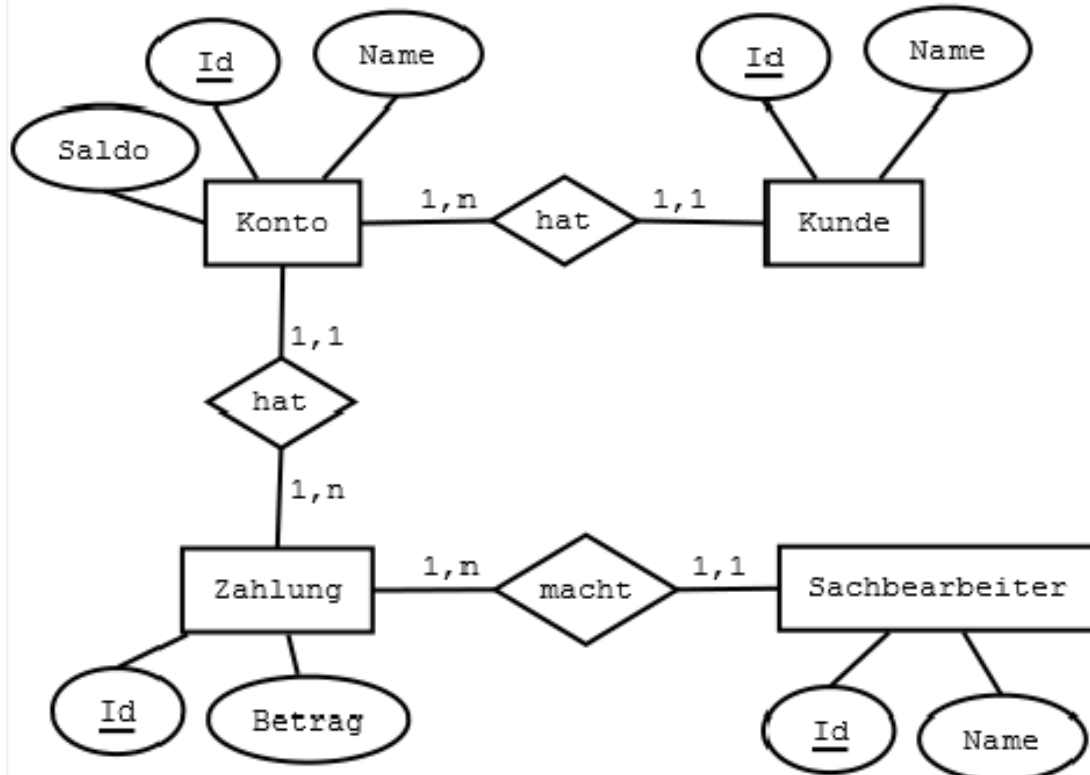 Id
Name
Id
Name
Saldo
Konto
1,n
hat
1,1
Kunde
1,1
hat
1,n
Zahlung
1,n
macht
1,1
Sachbearbeiter
Id
Betrag
Id
Name